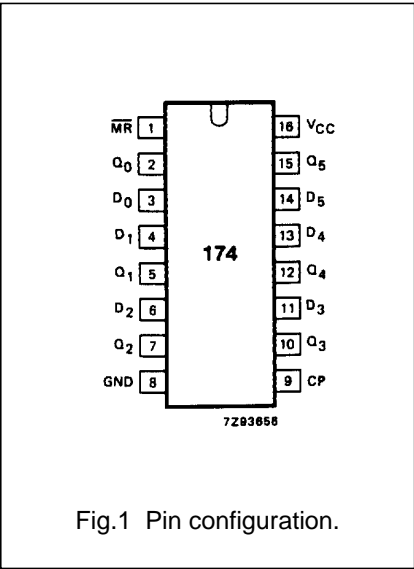 M̅R̅ 1 16 VCC
Q0 2 15 Q5
D0 3 14 D5
D1 4 13 D4
174
Q1 5 12 Q4
D2 6 11 D3
Q2 7 10 Q3
GND 8 9 CP
7Z93656
Fig.1 Pin configuration.